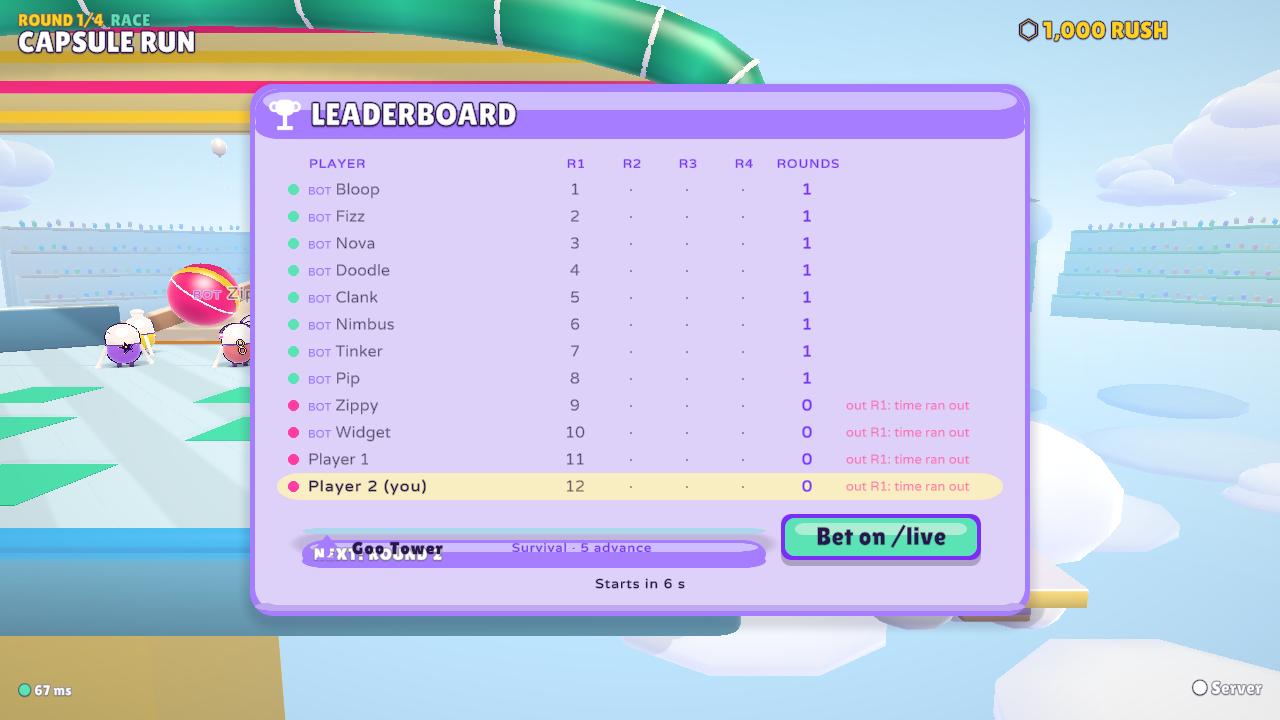 ROUND 1/4 RACE
CAPSULE RUN
1,000 RUSH
LEADERBOARD
PLAYER R1 R2 R3 R4 ROUNDS
BOT Bloop 1 · · · 1
BOT Fizz 2 · · · 1
BOT Nova 3 · · · 1
BOT Doodle 4 · · · 1
BOT Clank 5 · · · 1
BOT Nimbus 6 · · · 1
BOT Tinker 7 · · · 1
BOT Pip 8 · · · 1
BOT Zippy 9 · · · 0 out R1: time ran out
BOT Widget 10 · · · 0 out R1: time ran out
Player 1 11 · · · 0 out R1: time ran out
Player 2 (you) 12 · · · 0 out R1: time ran out
BOT Zip
NEXT: ROUND 2
Goo Tower Survival · 5 advance
Bet on /live
Starts in 6 s
67 ms
Server